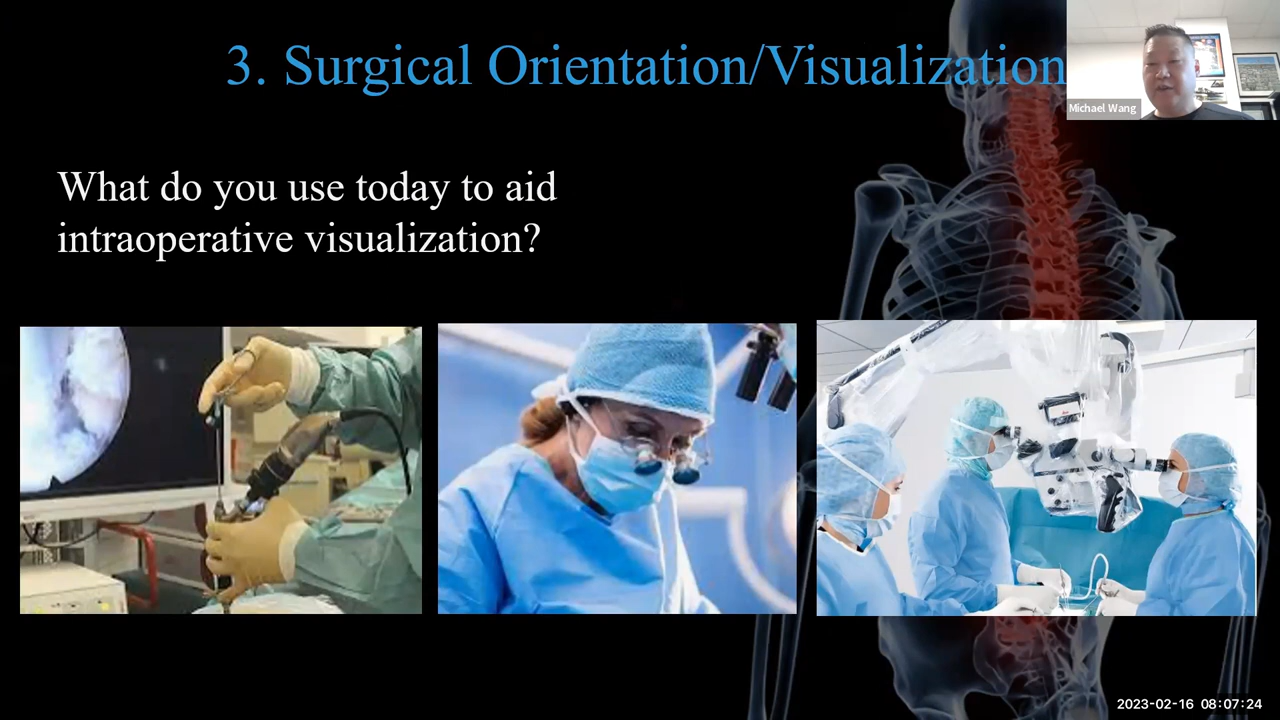 3. Surgical Orientation/Visualization
Michael Wang
What do you use today to aid
intraoperative visualization?
2023-02-16 08:07:24